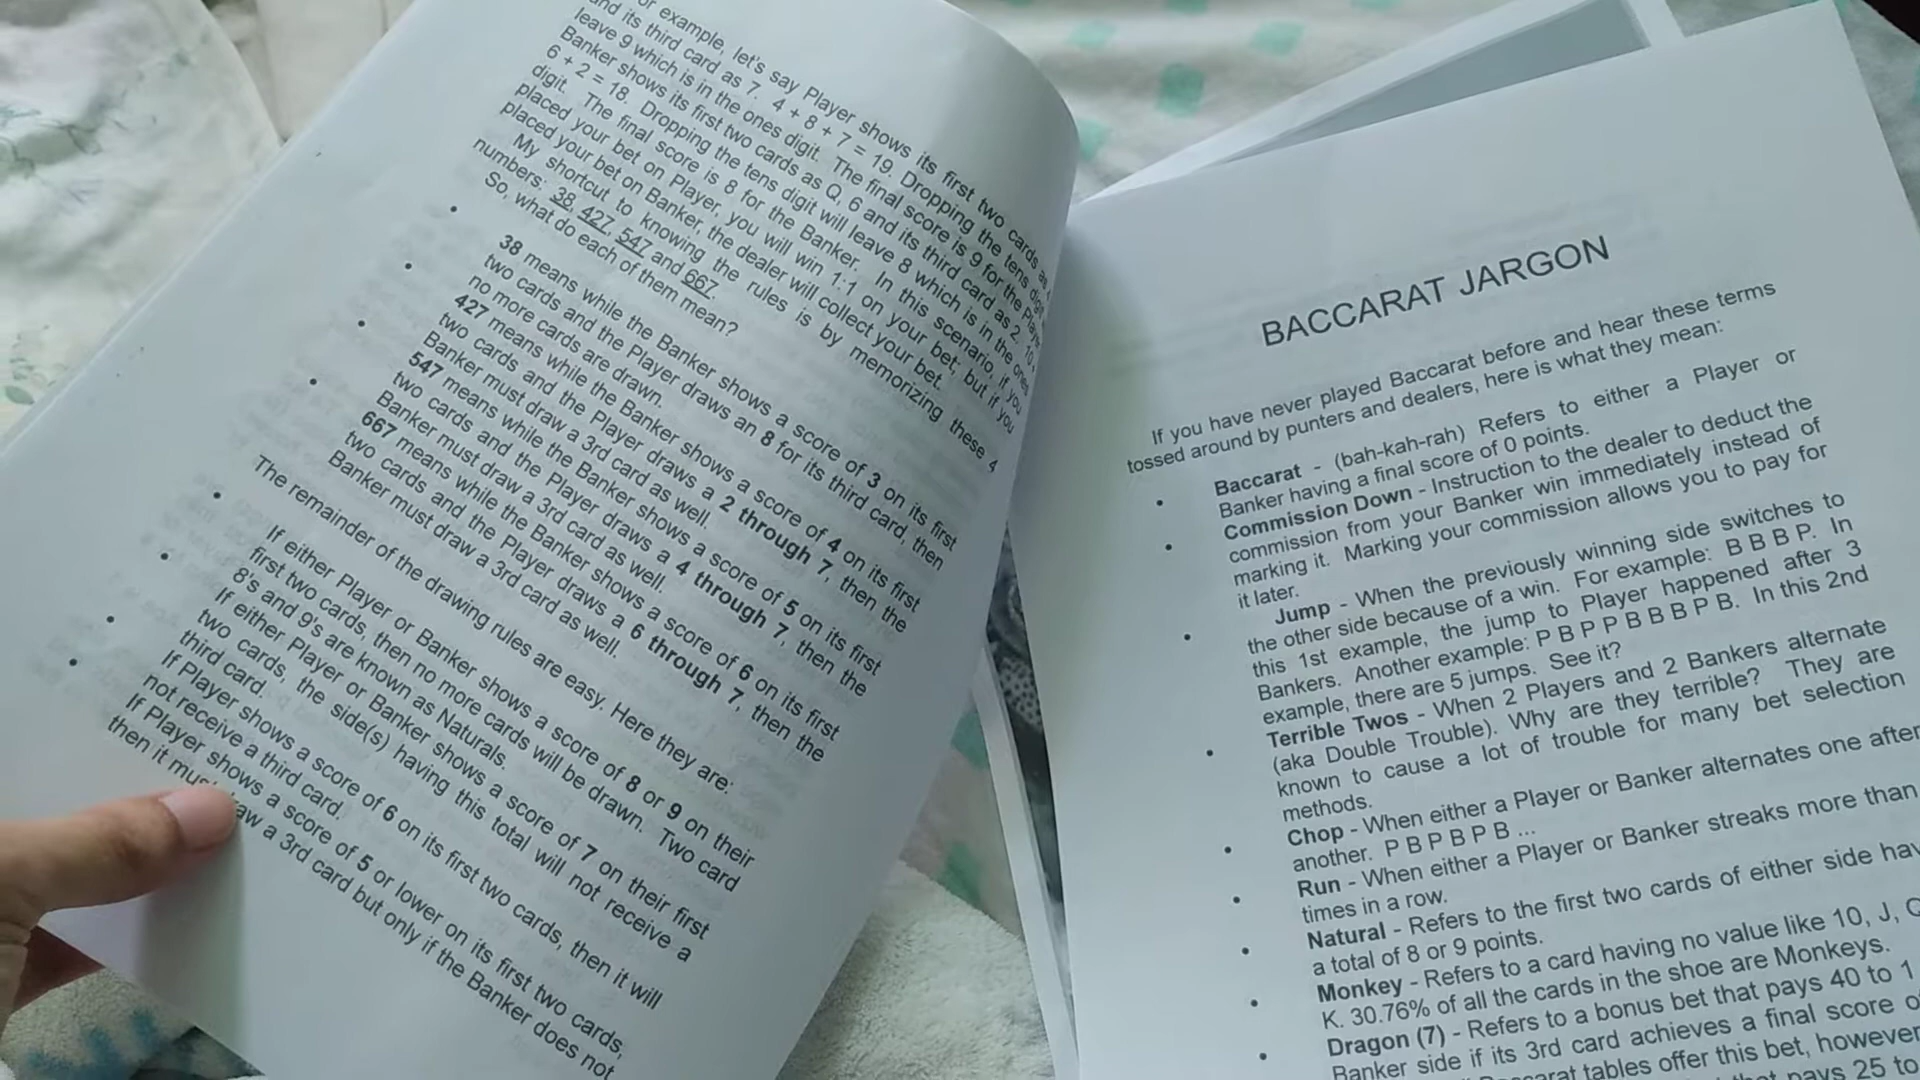 or example, let's say Player shows its first two cards as 4
and its third card as 7. 4 + 8 + 7 = 19. Dropping the tens digit
leave 9 which is in the ones digit. The final score is 9 for the Player
Banker shows its first two cards as Q, 6 and its third card as 2. 10 +
6 + 2 = 18. Dropping the tens digit will leave 8 which is in the ones
digit. The final score is 8 for the Banker. In this scenario, if you
placed your bet on Player, you will win 1:1 on your bet; but if you
placed your bet on Banker, the dealer will collect your bet.
My shortcut to knowing the rules is by memorizing these 4
numbers: 38, 427, 547 and 667.
So, what do each of them mean?
• 38 means while the Banker shows a score of 3 on its first
two cards and the Player draws an 8 for its third card, then
no more cards are drawn.
• 427 means while the Banker shows a score of 4 on its first
two cards and the Player draws a 2 through 7, then the
Banker must draw a 3rd card as well.
• 547 means while the Banker shows a score of 5 on its first
two cards and the Player draws a 4 through 7, then the
Banker must draw a 3rd card as well.
• 667 means while the Banker shows a score of 6 on its first
two cards and the Player draws a 6 through 7, then the
Banker must draw a 3rd card as well.
The remainder of the drawing rules are easy. Here they are:
• If either Player or Banker shows a score of 8 or 9 on their
first two cards, then no more cards will be drawn. Two card
8's and 9's are known as Naturals.
• If either Player or Banker shows a score of 7 on their first
two cards, the side(s) having this total will not receive a
third card.
• If Player shows a score of 6 on its first two cards, then it will
not receive a third card.
• If Player shows a score of 5 or lower on its first two cards,
then it must draw a 3rd card but only if the Banker does not
BACCARAT JARGON
If you have never played Baccarat before and hear these terms
tossed around by punters and dealers, here is what they mean:
• Baccarat - (bah-kah-rah) Refers to either a Player or
Banker having a final score of 0 points.
• Commission Down - Instruction to the dealer to deduct the
commission from your Banker win immediately instead of
marking it. Marking your commission allows you to pay for
it later.
• Jump - When the previously winning side switches to
the other side because of a win. For example: B B B P. In
this 1st example, the jump to Player happened after 3
Bankers. Another example: P B P P B B B P B. In this 2nd
example, there are 5 jumps. See it?
• Terrible Twos - When 2 Players and 2 Bankers alternate
(aka Double Trouble). Why are they terrible? They are
known to cause a lot of trouble for many bet selection
methods.
• Chop - When either a Player or Banker alternates one after
another. P B P B P B ...
• Run - When either a Player or Banker streaks more than
times in a row.
• Natural - Refers to the first two cards of either side hav
a total of 8 or 9 points.
• Monkey - Refers to a card having no value like 10, J, Q
K. 30.76% of all the cards in the shoe are Monkeys.
• Dragon (7) - Refers to a bonus bet that pays 40 to 1
Banker side if its 3rd card achieves a final score o
Baccarat tables offer this bet, however
that pays 25 to